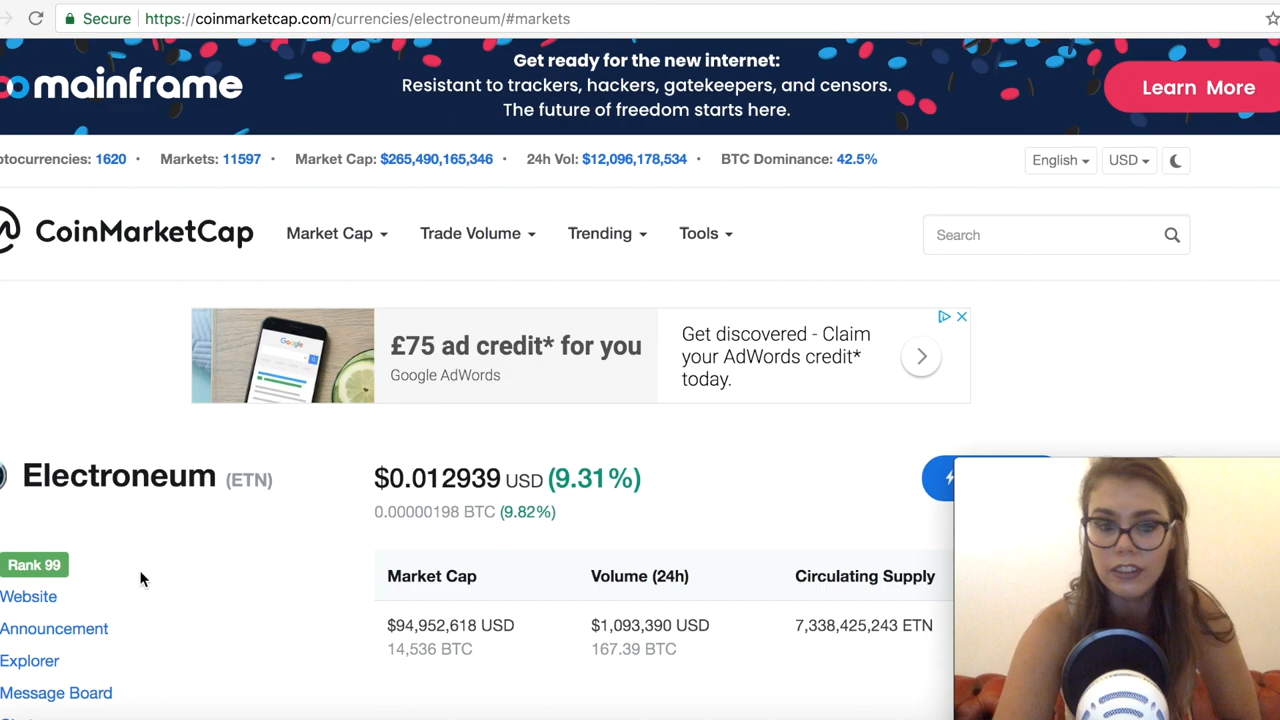 Secure https://coinmarketcap.com/currencies/electroneum/#markets
mainframe
Get ready for the new internet:
Resistant to trackers, hackers, gatekeepers, and censors.
The future of freedom starts here.
Learn More
ptocurrencies: 1620 • Markets: 11597 • Market Cap: $265,490,165,346 • 24h Vol: $12,096,178,534 • BTC Dominance: 42.5%
English USD
CoinMarketCap Market Cap Trade Volume Trending Tools Search
Google
£75 ad credit* for you
Google AdWords
Get discovered - Claim
your AdWords credit*
today.
Electroneum (ETN) $0.012939 USD (9.31%)
0.00000198 BTC (9.82%)
Rank 99
Website
Announcement
Explorer
Message Board
Market Cap Volume (24h) Circulating Supply
$94,952,618 USD $1,093,390 USD 7,338,425,243 ETN
14,536 BTC 167.39 BTC